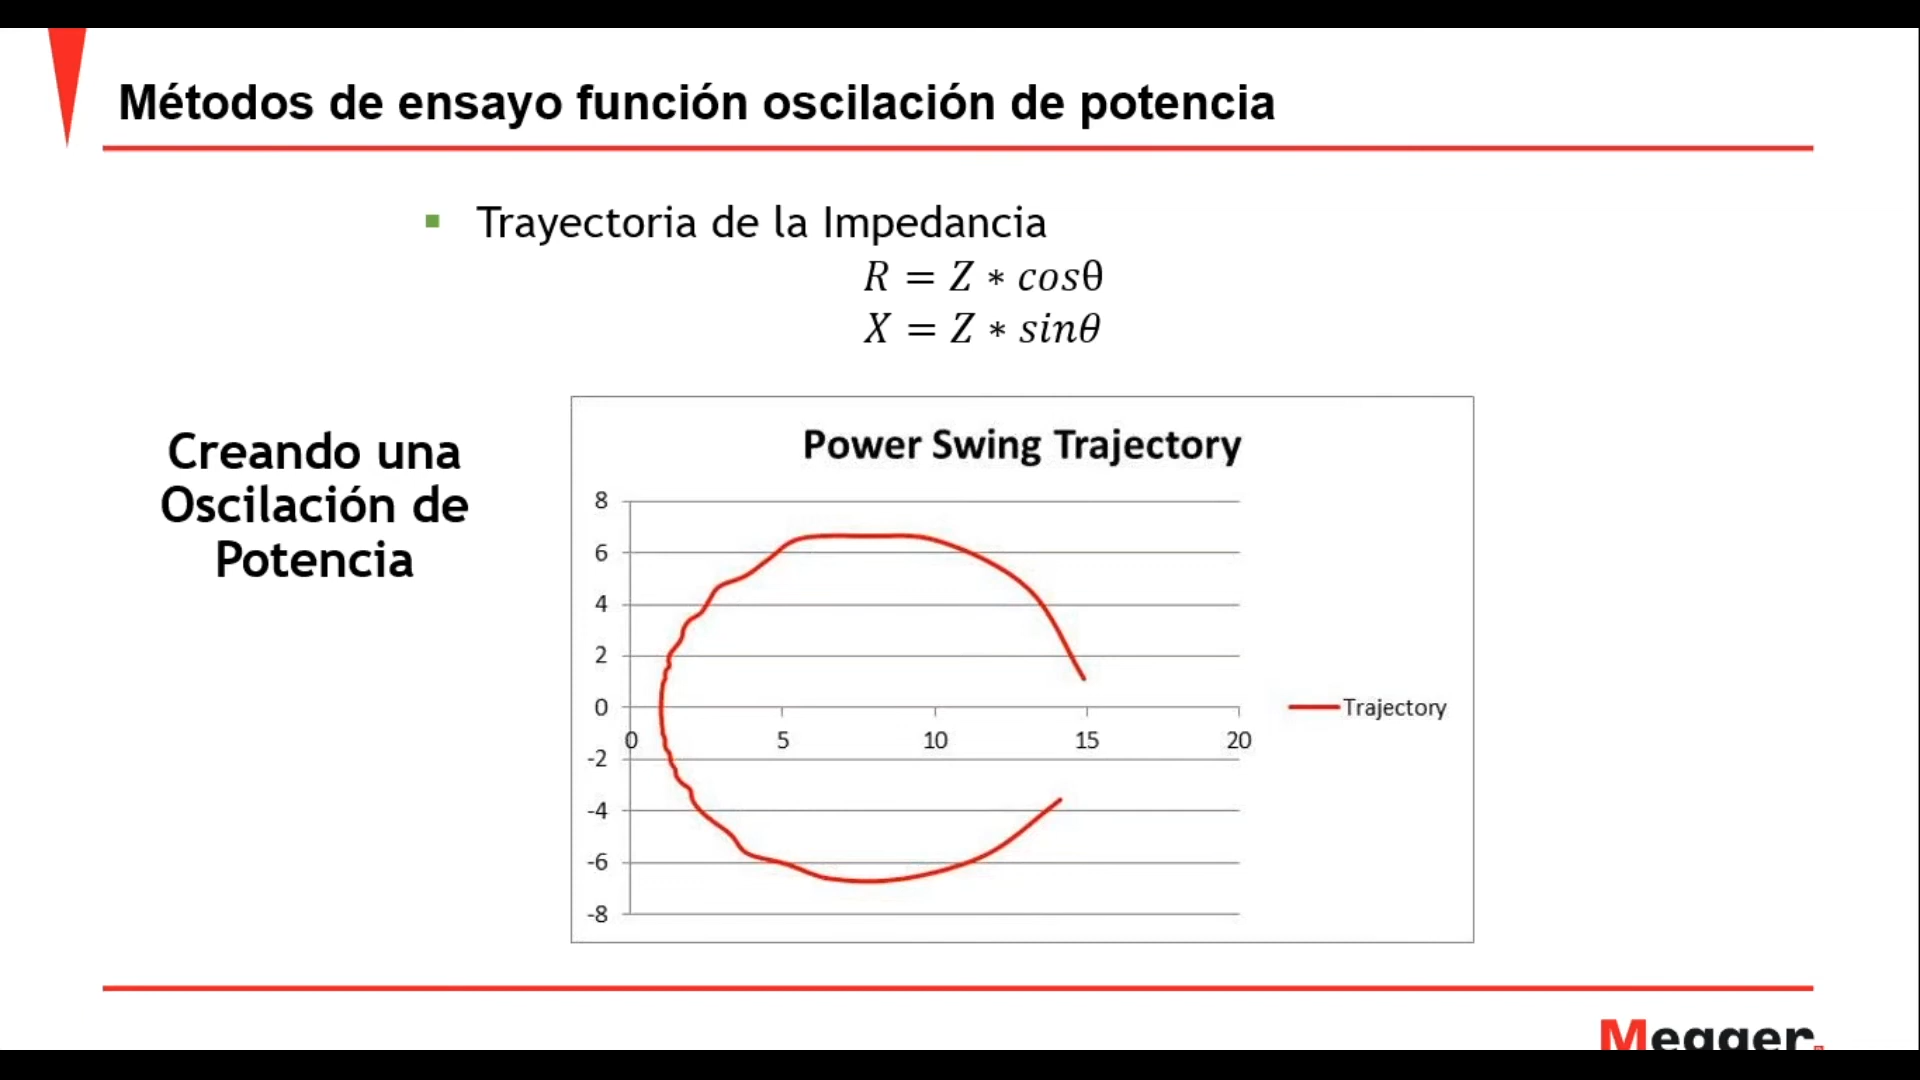 Métodos de ensayo función oscilación de potencia
▪ Trayectoria de la Impedancia
R = Z ∗ cosθ
X = Z ∗ sinθ
Creando una
Oscilación de
Potencia
Power Swing Trajectory
8
6
4
2
0
-2
-4
-6
-8
0 5 10 15 20
Trajectory
Megger.